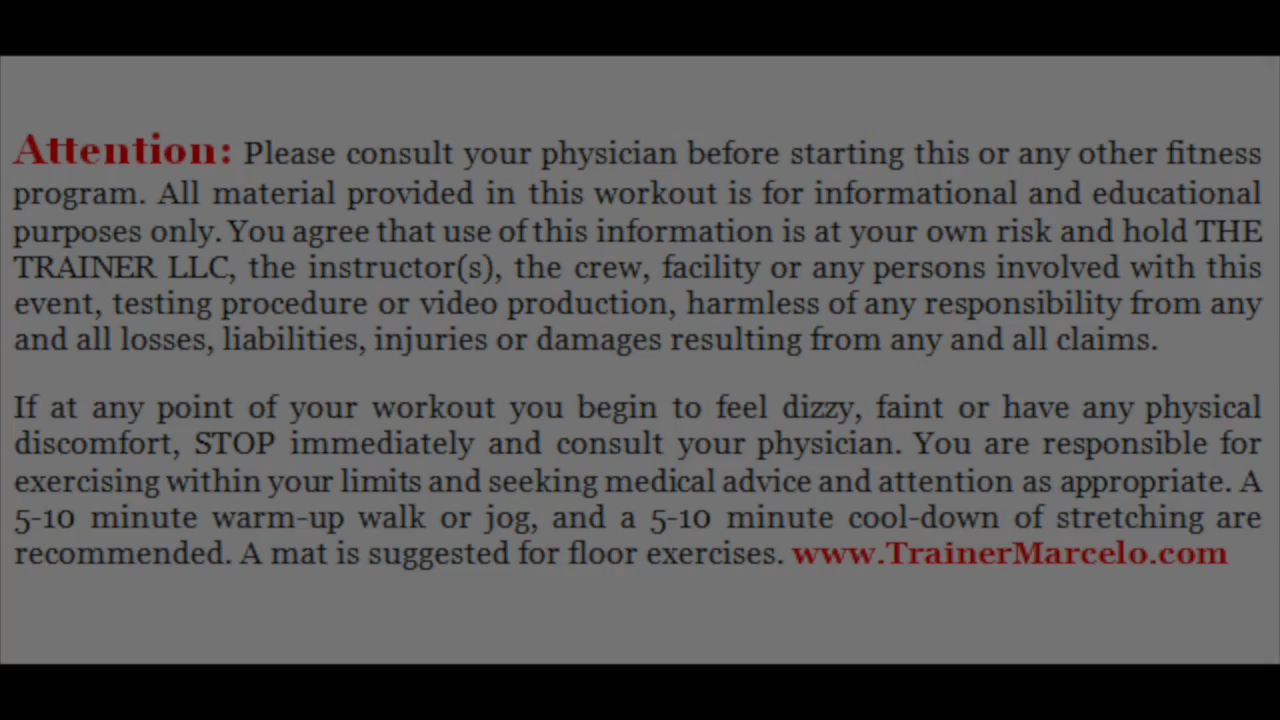 Attention: Please consult your physician before starting this or any other fitness
program. All material provided in this workout is for informational and educational
purposes only. You agree that use of this information is at your own risk and hold THE
TRAINER LLC, the instructor(s), the crew, facility or any persons involved with this
event, testing procedure or video production, harmless of any responsibility from any
and all losses, liabilities, injuries or damages resulting from any and all claims.
If at any point of your workout you begin to feel dizzy, faint or have any physical
discomfort, STOP immediately and consult your physician. You are responsible for
exercising within your limits and seeking medical advice and attention as appropriate. A
5-10 minute warm-up walk or jog, and a 5-10 minute cool-down of stretching are
recommended. A mat is suggested for floor exercises. www.TrainerMarcelo.com